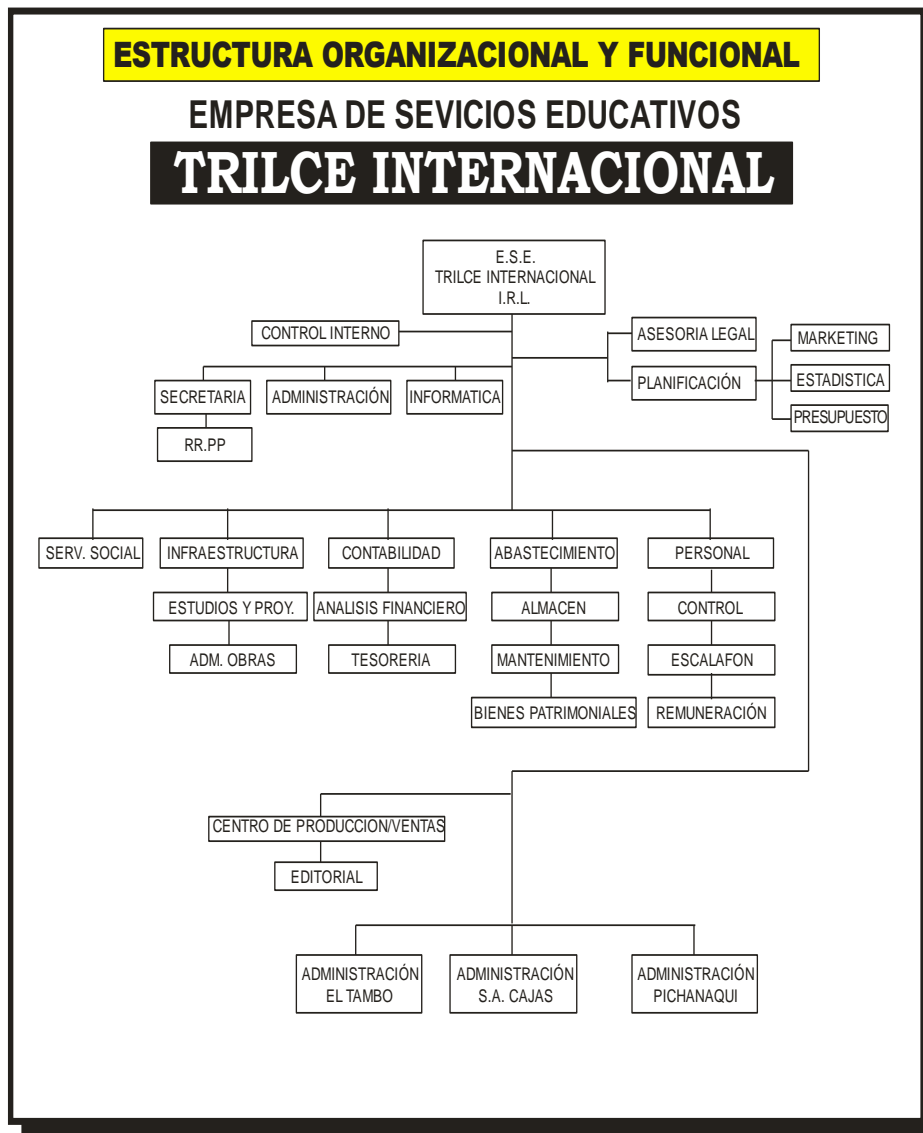 ESTRUCTURA ORGANIZACIONAL Y FUNCIONAL
EMPRESA DE SEVICIOS EDUCATIVOS
TRILCE INTERNACIONAL
E.S.E.
TRILCE INTERNACIONAL
I.R.L.
CONTROL INTERNO
ASESORIA LEGAL
MARKETING
PLANIFICACIÓN
ESTADISTICA
PRESUPUESTO
SECRETARIA
ADMINISTRACIÓN
INFORMATICA
RR.PP
SERV. SOCIAL
INFRAESTRUCTURA
CONTABILIDAD
ABASTECIMIENTO
PERSONAL
ESTUDIOS Y PROY.
ANALISIS FINANCIERO
ALMACEN
CONTROL
ADM. OBRAS
TESORERIA
MANTENIMIENTO
ESCALAFON
BIENES PATRIMONIALES
REMUNERACIÓN
CENTRO DE PRODUCCION/VENTAS
EDITORIAL
ADMINISTRACIÓN
EL TAMBO
ADMINISTRACIÓN
S.A. CAJAS
ADMINISTRACIÓN
PICHANAQUI